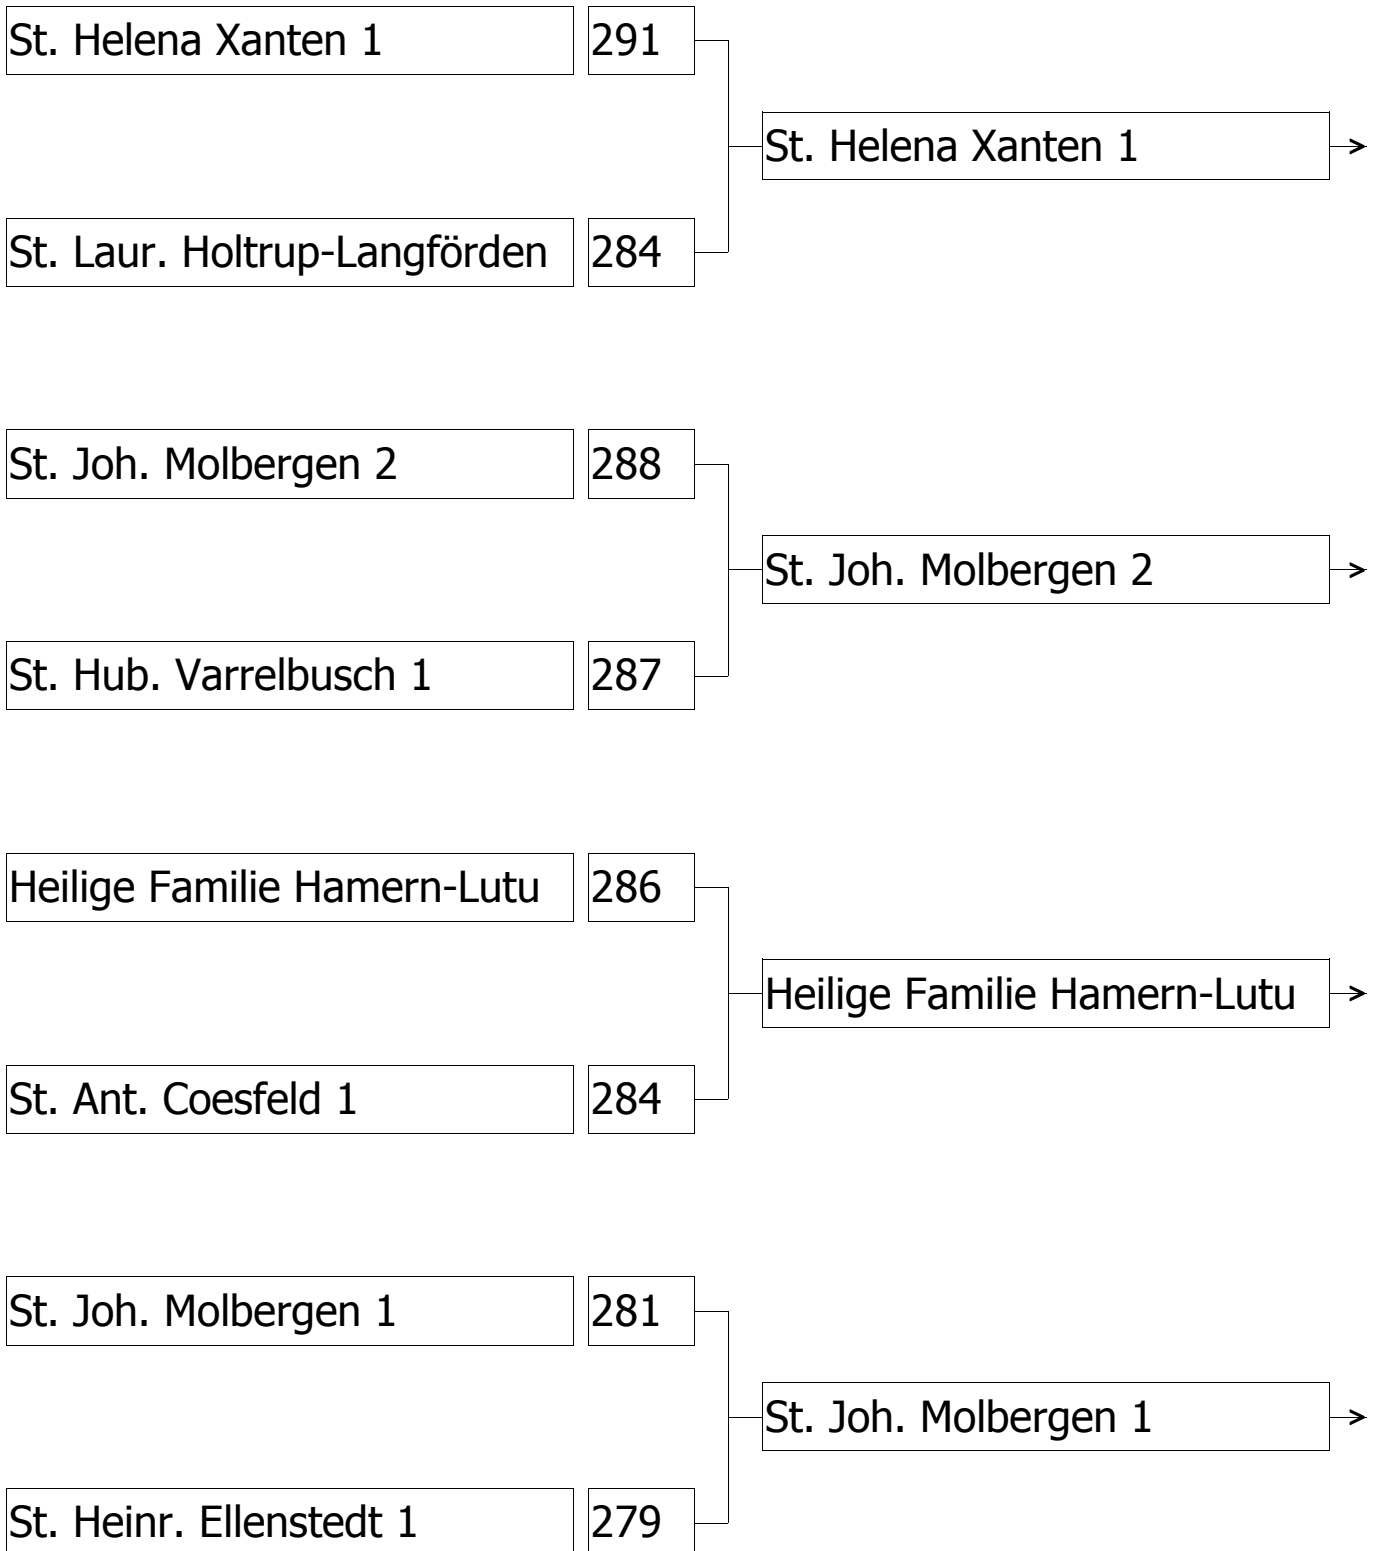 St. Helena Xanten 1 291
St. Helena Xanten 1
St. Laur. Holtrup-Langförden 284
St. Joh. Molbergen 2 288
St. Joh. Molbergen 2
St. Hub. Varrelbusch 1 287
Heilige Familie Hamern-Lutu 286
Heilige Familie Hamern-Lutu
St. Ant. Coesfeld 1 284
St. Joh. Molbergen 1 281
St. Joh. Molbergen 1
St. Heinr. Ellenstedt 1 279